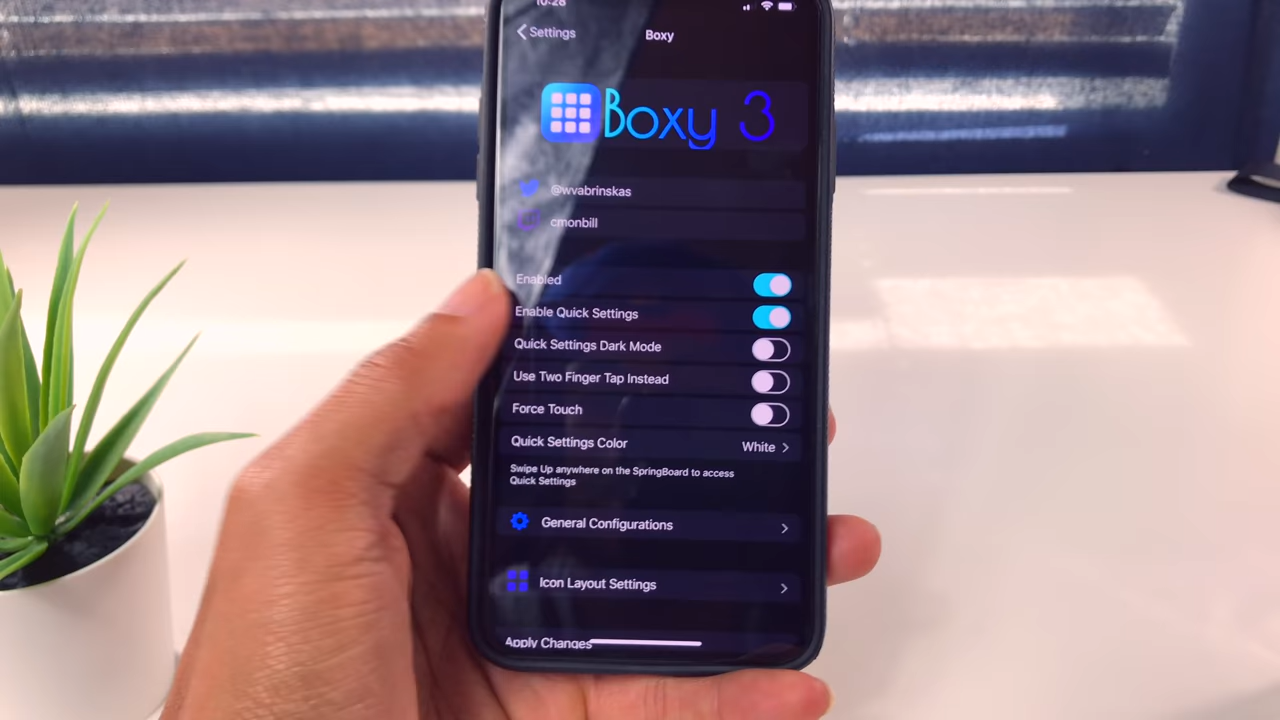 10:28
Settings
Boxy
Boxy 3
@wvabrinskas
cmonbill
Enabled
Enable Quick Settings
Quick Settings Dark Mode
Use Two Finger Tap Instead
Force Touch
Quick Settings Color White
Swipe Up anywhere on the SpringBoard to access
Quick Settings
General Configurations
Icon Layout Settings
Apply Changes